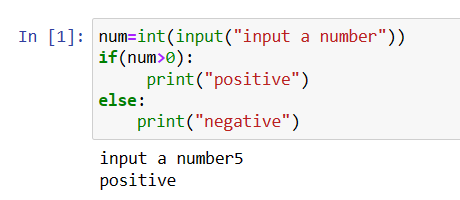 In [1]: num=int(input("input a number"))
if(num>0):
     print("positive")
else:
    print("negative")
input a number5
positive